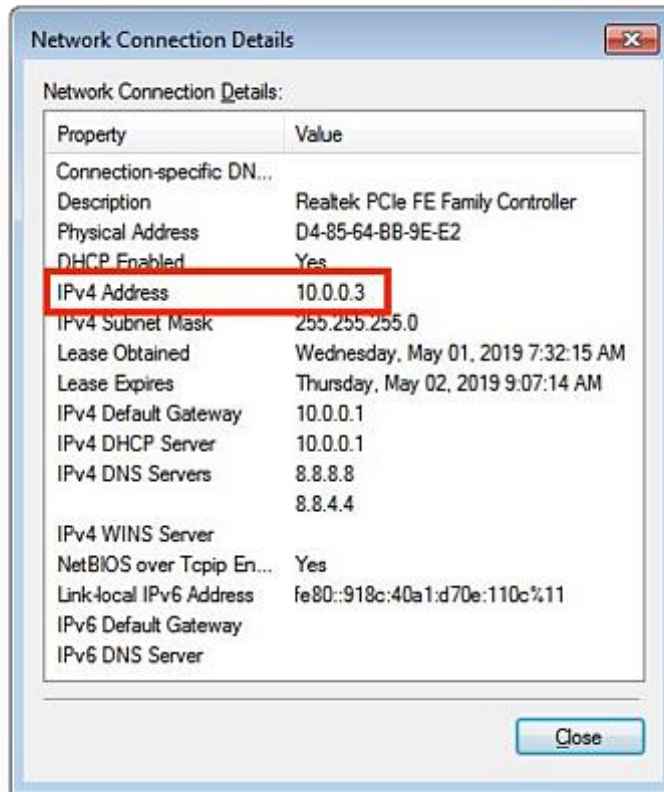 Network Connection Details
Network Connection Details:
Property Value
Connection-specific DN...
Description Realtek PCIe FE Family Controller
Physical Address D4-85-64-BB-9E-E2
DHCP Enabled Yes
IPv4 Address 10.0.0.3
IPv4 Subnet Mask 255.255.255.0
Lease Obtained Wednesday, May 01, 2019 7:32:15 AM
Lease Expires Thursday, May 02, 2019 9:07:14 AM
IPv4 Default Gateway 10.0.0.1
IPv4 DHCP Server 10.0.0.1
IPv4 DNS Servers 8.8.8.8
8.8.4.4
IPv4 WINS Server
NetBIOS over Tcpip En... Yes
Link-local IPv6 Address fe80::918c:40a1:d70e:110c%11
IPv6 Default Gateway
IPv6 DNS Server
Close